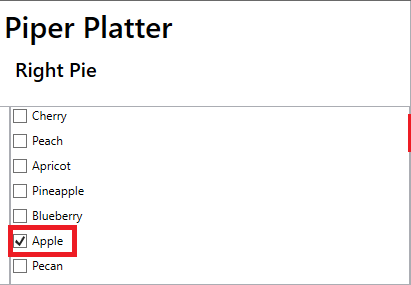 Piper Platter
Right Pie
Cherry
Peach
Apricot
Pineapple
Blueberry
Apple
Pecan